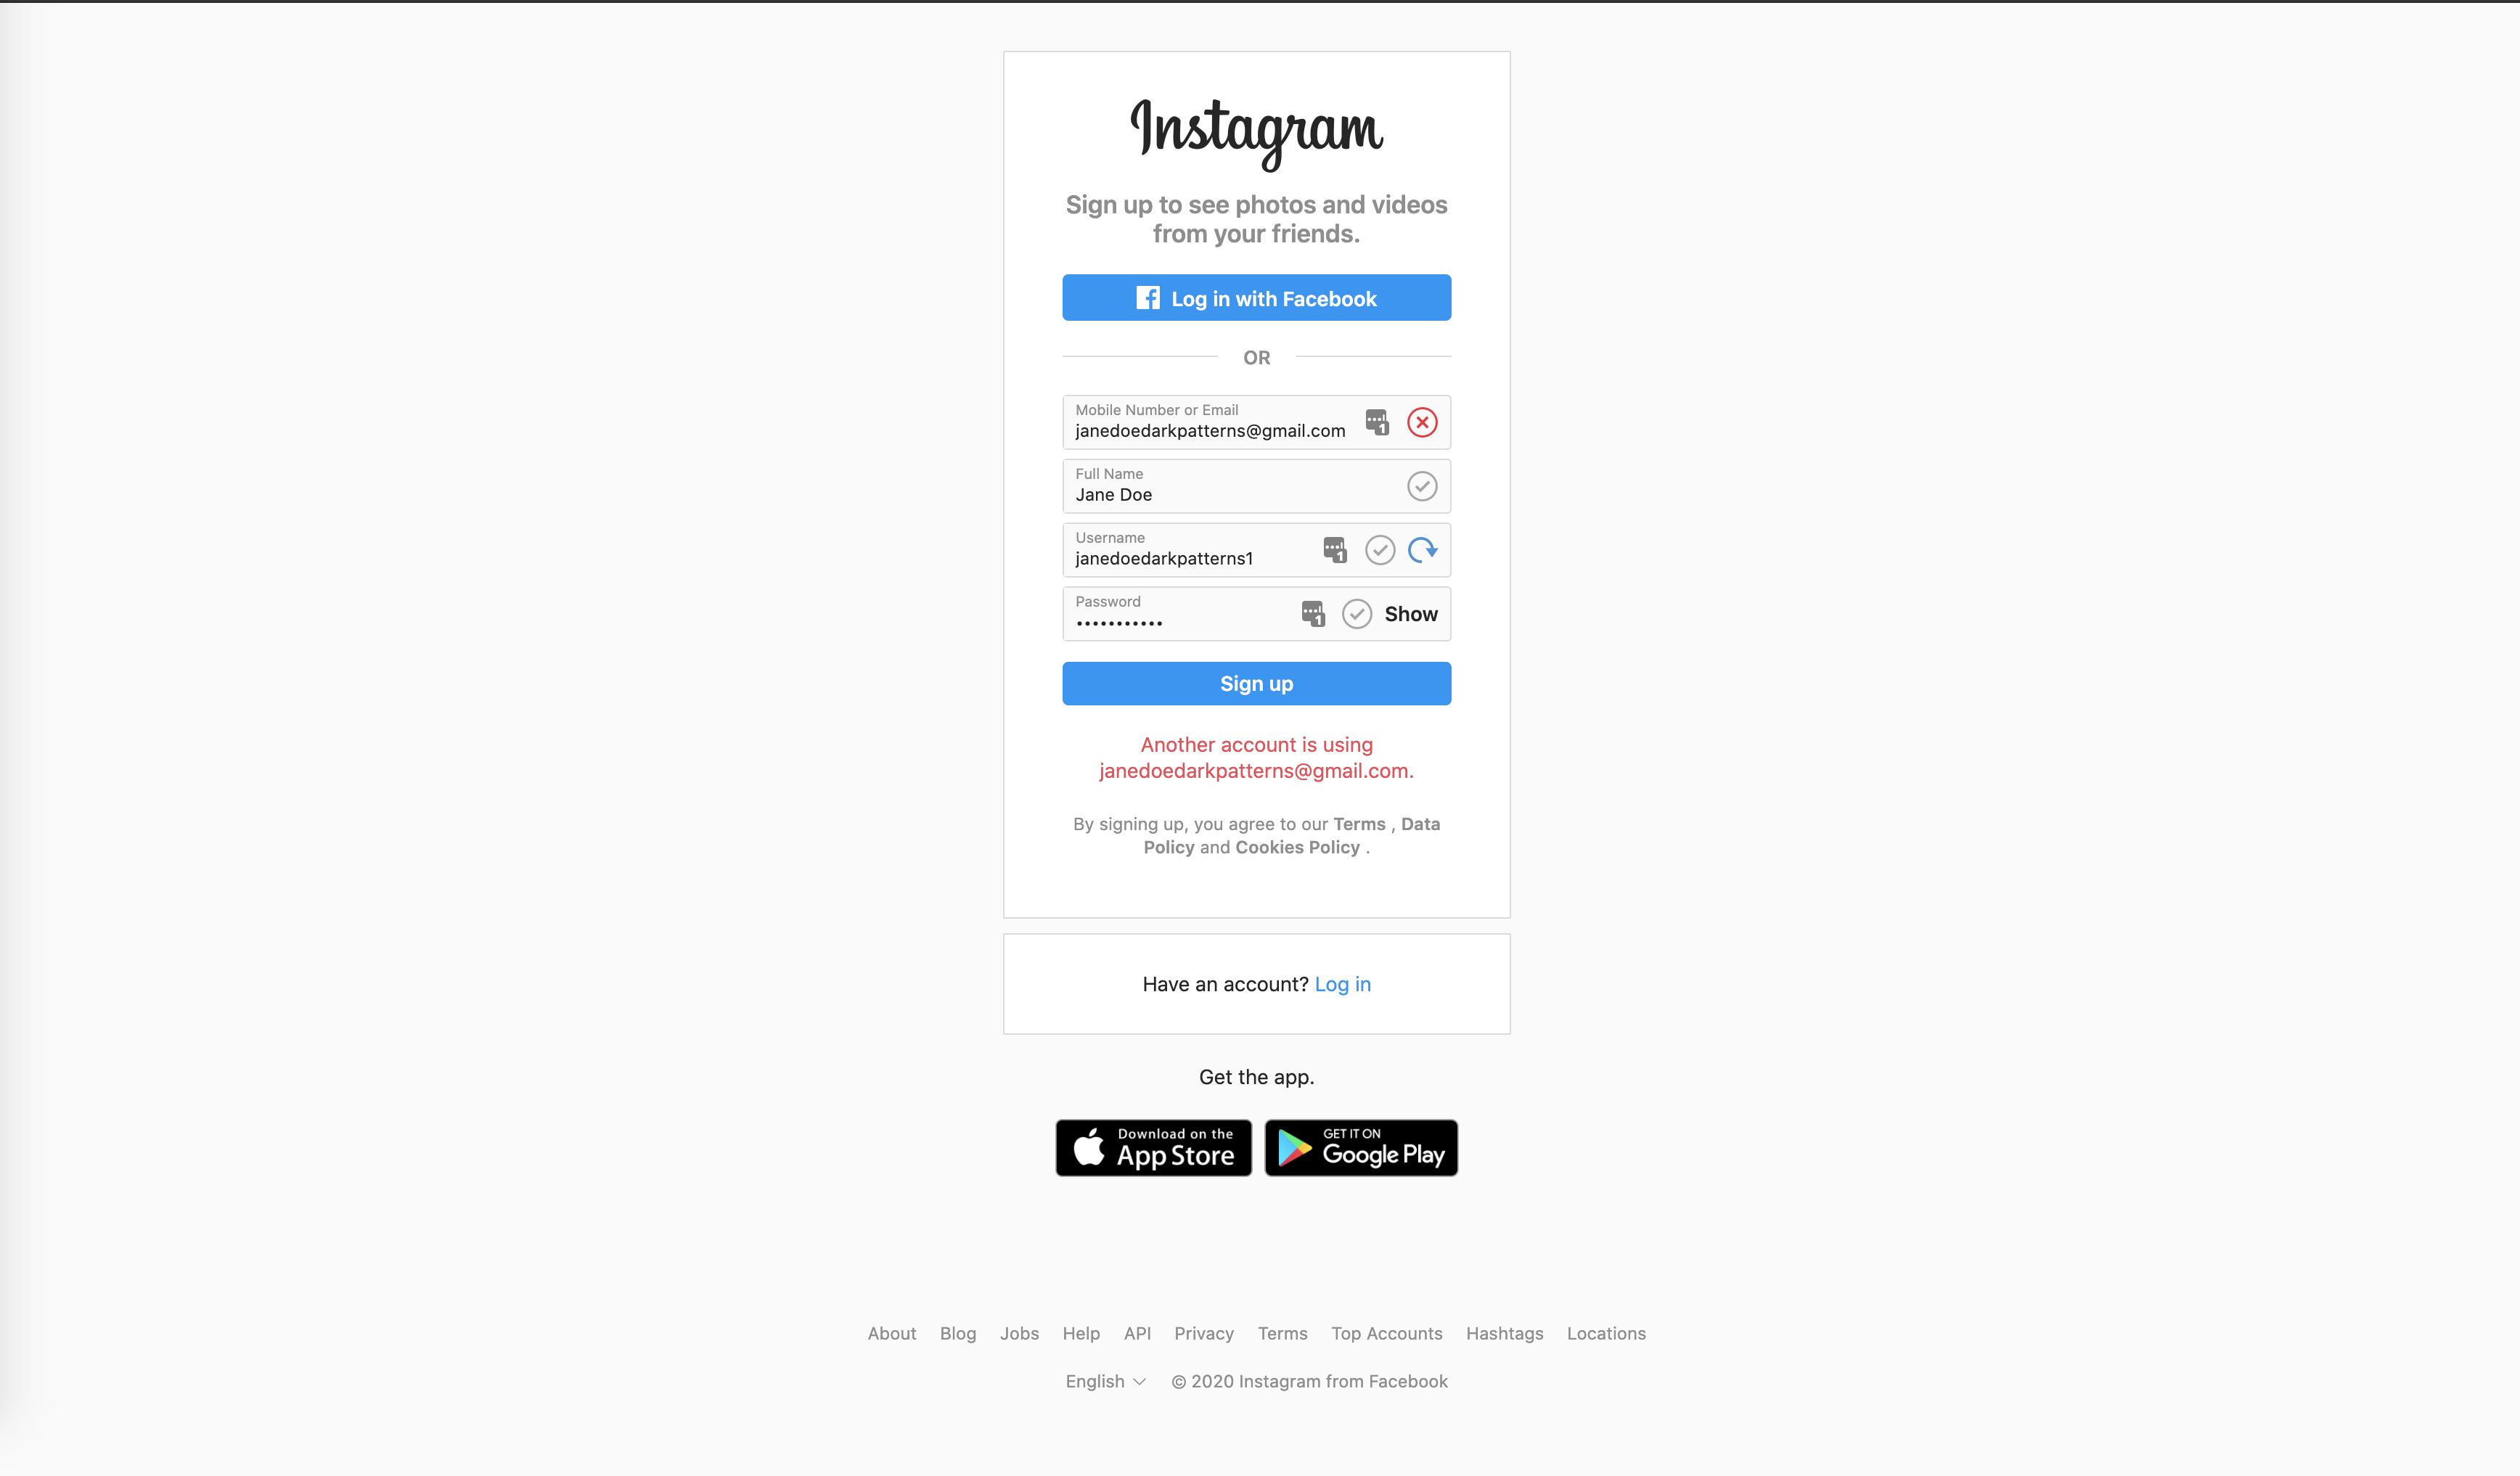 Instagram
Sign up to see photos and videos
from your friends.
Log in with Facebook
OR
Mobile Number or Email
janedoedarkpatterns@gmail.com
1
Full Name
Jane Doe
Username
janedoedarkpatterns1
1
Password
•••••••••••
1
Show
Sign up
Another account is using
janedoedarkpatterns@gmail.com.
By signing up, you agree to our Terms , Data
Policy and Cookies Policy .
Have an account? Log in
Get the app.
Download on the
App Store
GET IT ON
Google Play
About Blog Jobs Help API Privacy Terms Top Accounts Hashtags Locations
English © 2020 Instagram from Facebook